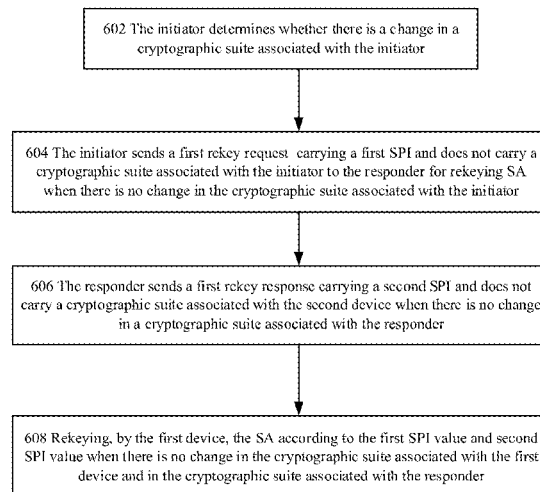 602 The initiator determines whether there is a change in a
cryptographic suite associated with the initiator
604 The initiator sends a first rekey request carrying a first SPI and does not carry a
cryptographic suite associated with the initiator to the responder for rekeying SA
when there is no change in the cryptographic suite associated with the initiator
606 The responder sends a first rekey response carrying a second SPI and does not
carry a cryptographic suite associated with the second device when there is no change
in a cryptographic suite associated with the responder
608 Rekeying, by the first device, the SA according to the first SPI value and second
SPI value when there is no change in the cryptographic suite associated with the first
device and in the cryptographic suite associated with the responder